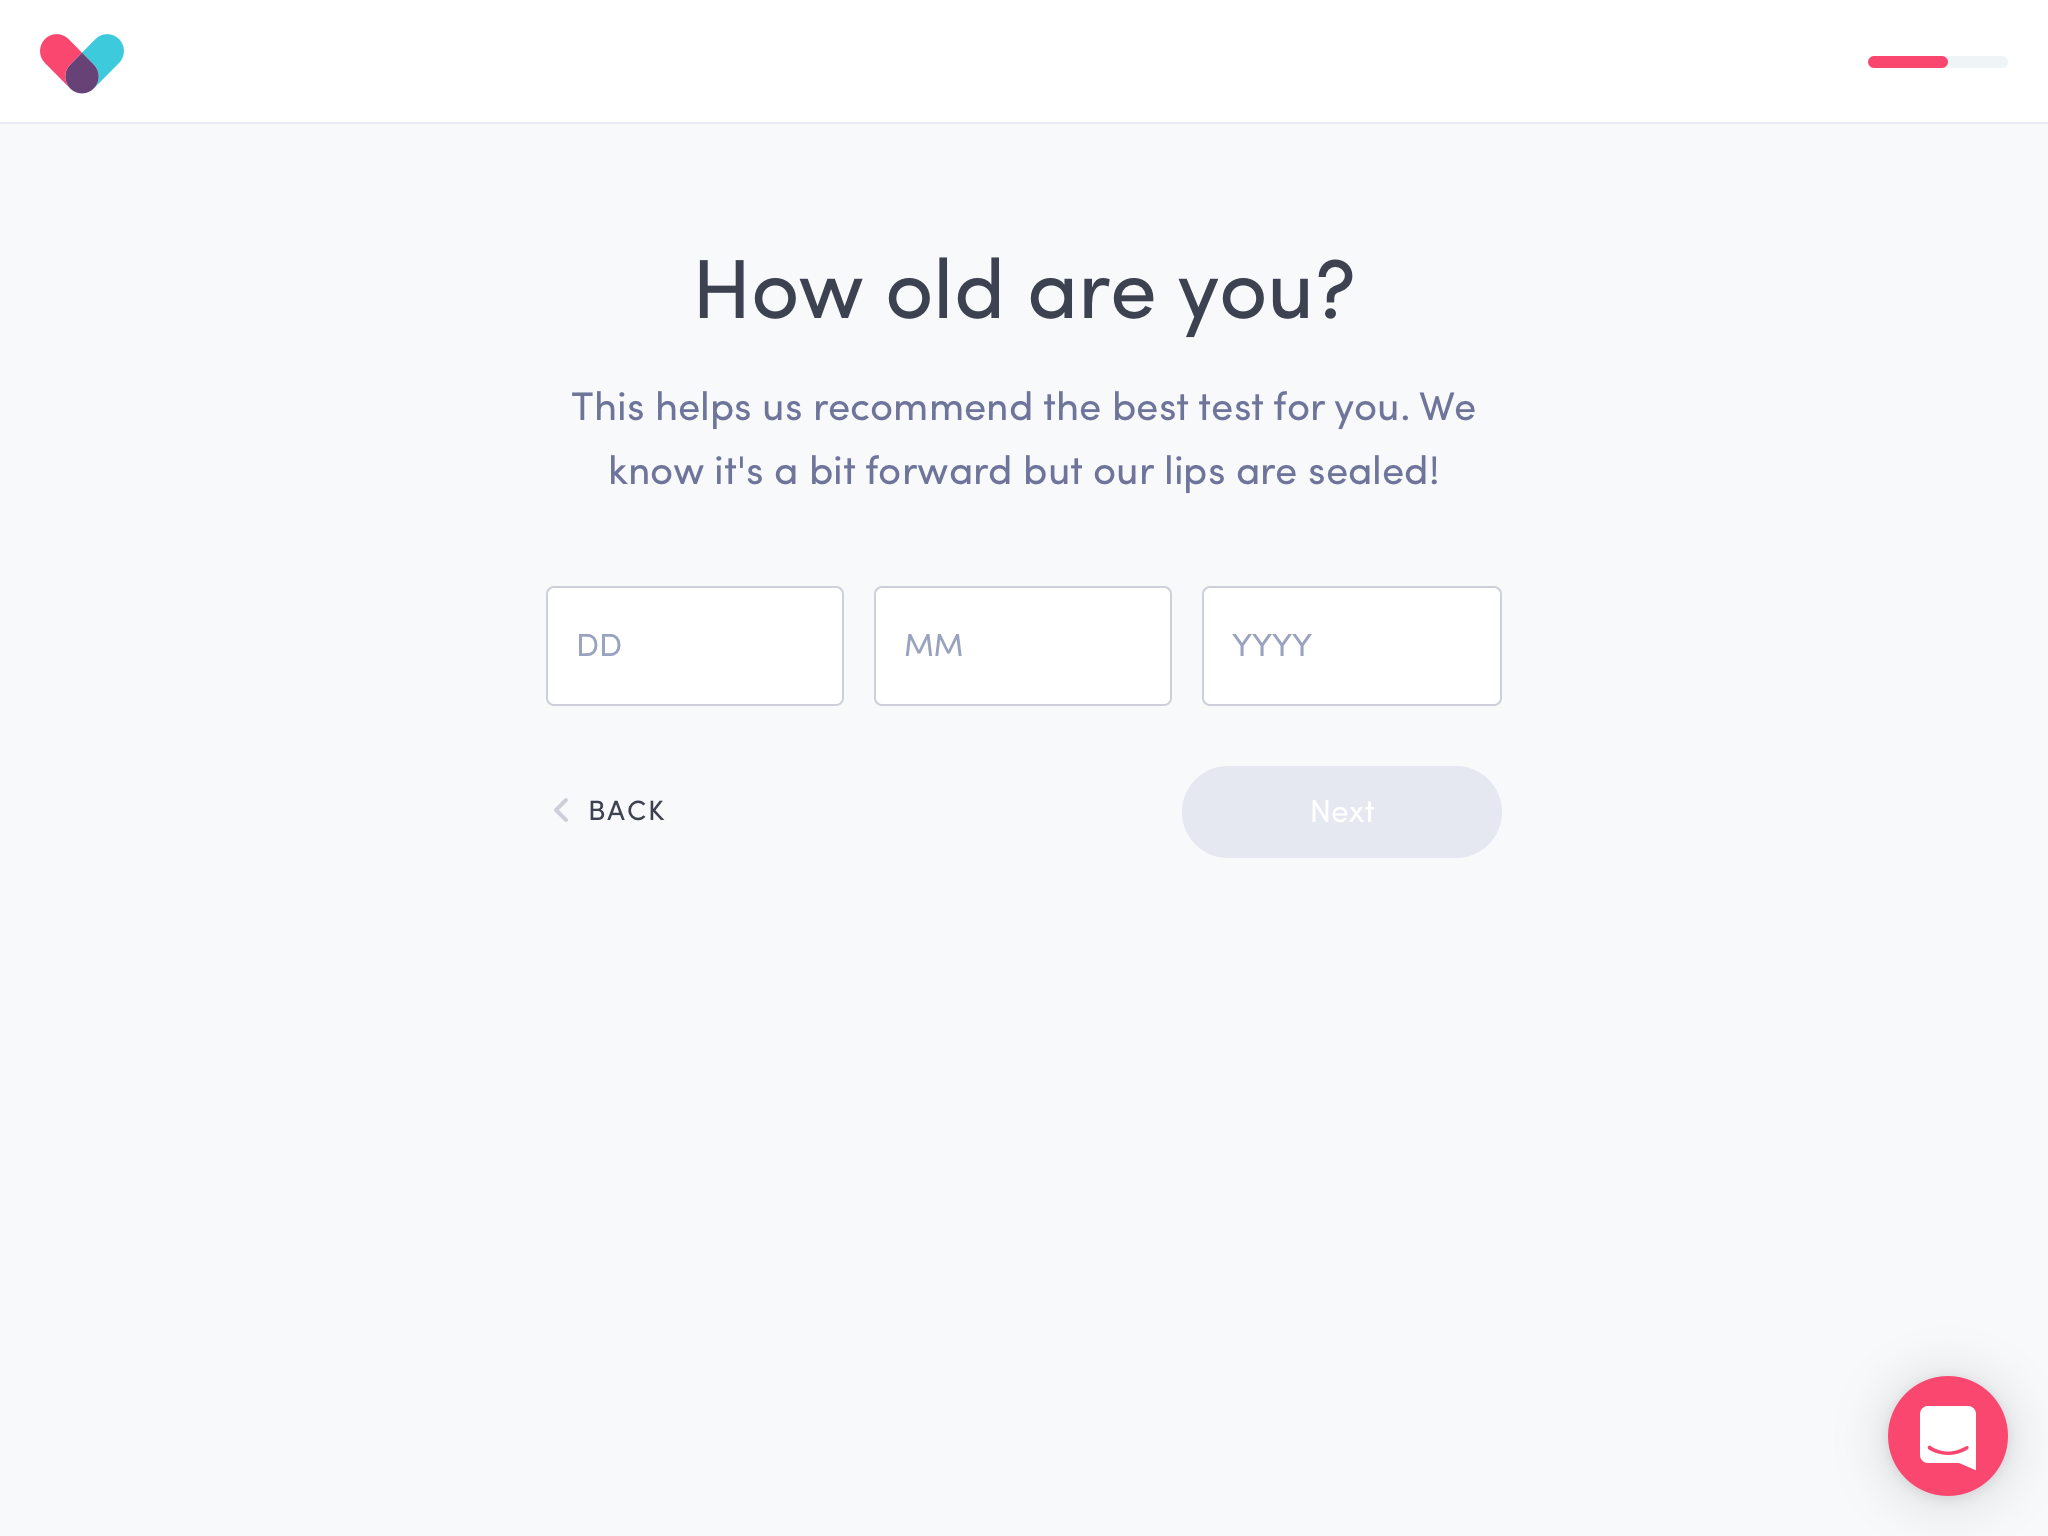 How old are you?
This helps us recommend the best test for you. We
know it's a bit forward but our lips are sealed!
DD MM YYYY
BACK Next